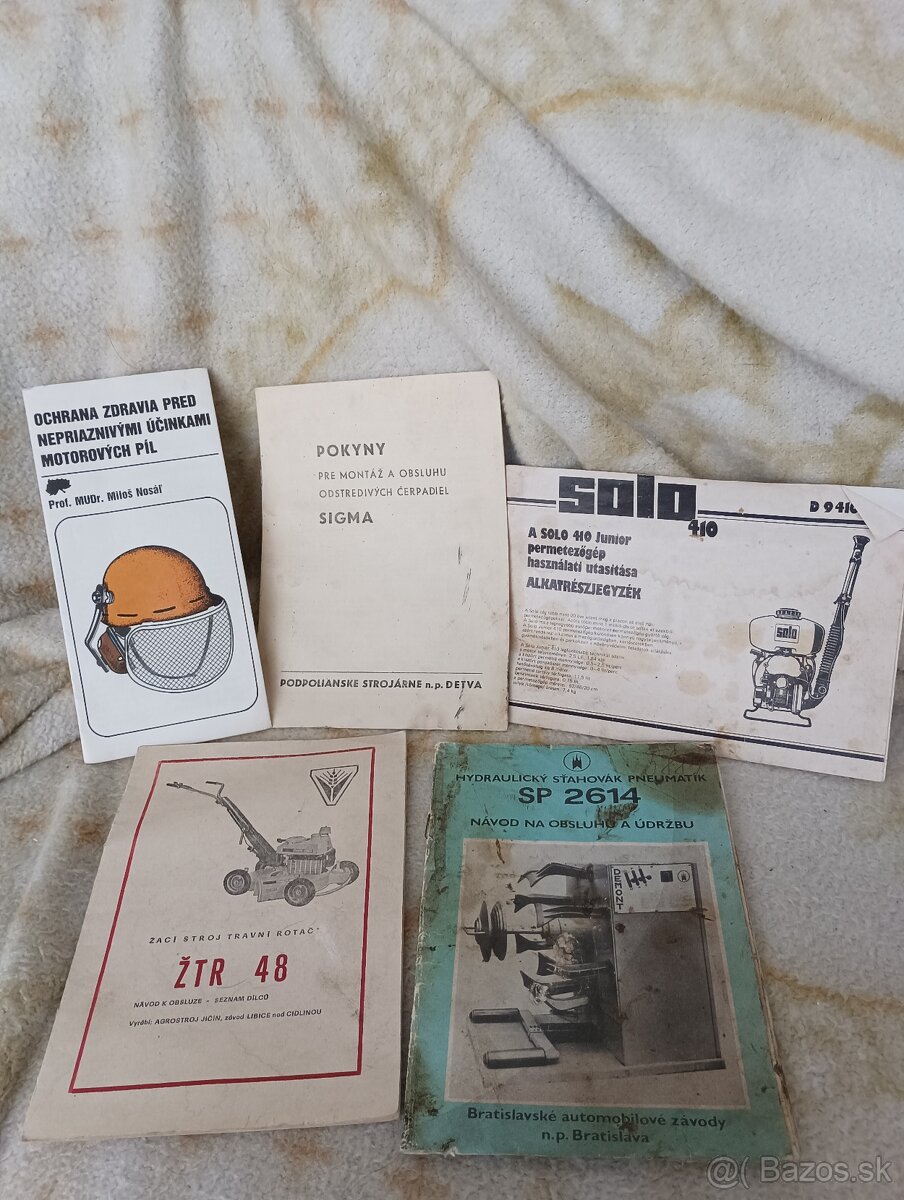 OCHRANA ZDRAVIA PRED
NEPRIAZNIVÝMI ÚČINKAMI
MOTOROVÝCH PÍL
Prof. MUDr. Miloš Nosáľ
POKYNY
PRE MONTÁŽ A OBSLUHU
ODSTREDIVÝCH ČERPADIEL
SIGMA
PODPOLIANSKE STROJÁRNE n.p. DETVA
solo
410
D 9410
A SOLO 410 Junior
permetezőgép
használati utasítása
ALKATRÉSZJEGYZÉK
solo
ŽACÍ STROJ TRAVNÍ ROTAČ
ŽTR 48
NÁVOD K OBSLUZE - SEZNAM DÍLCŮ
Vyrábí: AGROSTROJ JIČÍN, závod LIBICE nad CIDLINOU
HYDRAULICKÝ SŤAHOVÁK PNEUMATÍK
SP 2614
NÁVOD NA OBSLUHU A ÚDRŽBU
DEMONT
Bratislavské automobilové závody
n.p. Bratislava
@( Bazos.sk